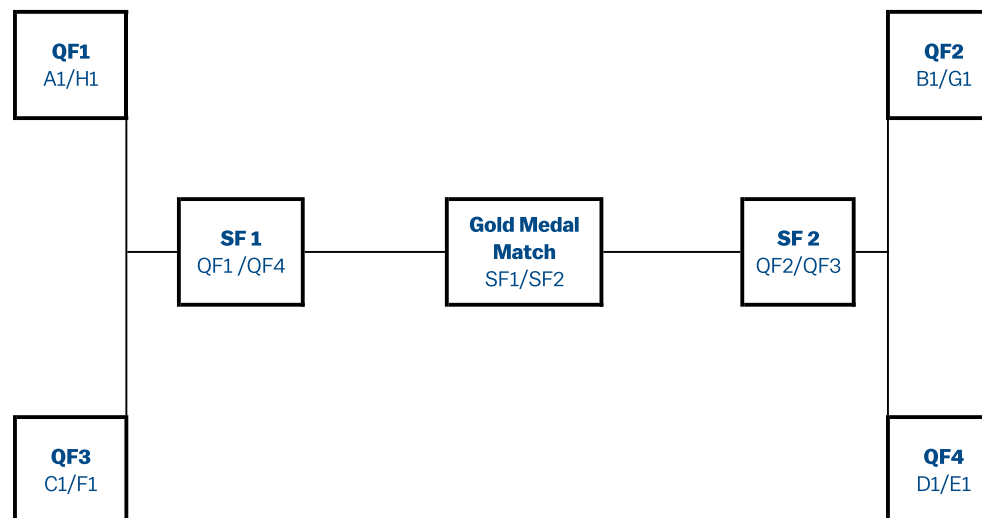 QF1
A1/H1
QF2
B1/G1
SF 1
QF1 /QF4
Gold Medal
Match
SF1/SF2
SF 2
QF2/QF3
QF3
C1/F1
QF4
D1/E1